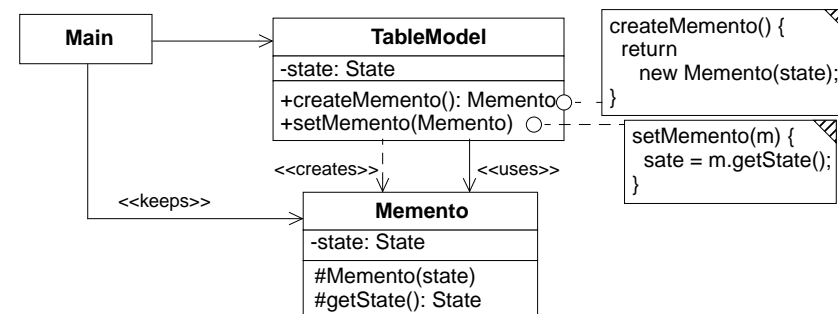 Main
TableModel
-state: State
+createMemento(): Memento
+setMemento(Memento)
createMemento() {
return
new Memento(state);
}
setMemento(m) {
sate = m.getState();
}
<<creates>>
<<uses>>
<<keeps>>
Memento
-state: State
#Memento(state)
#getState(): State